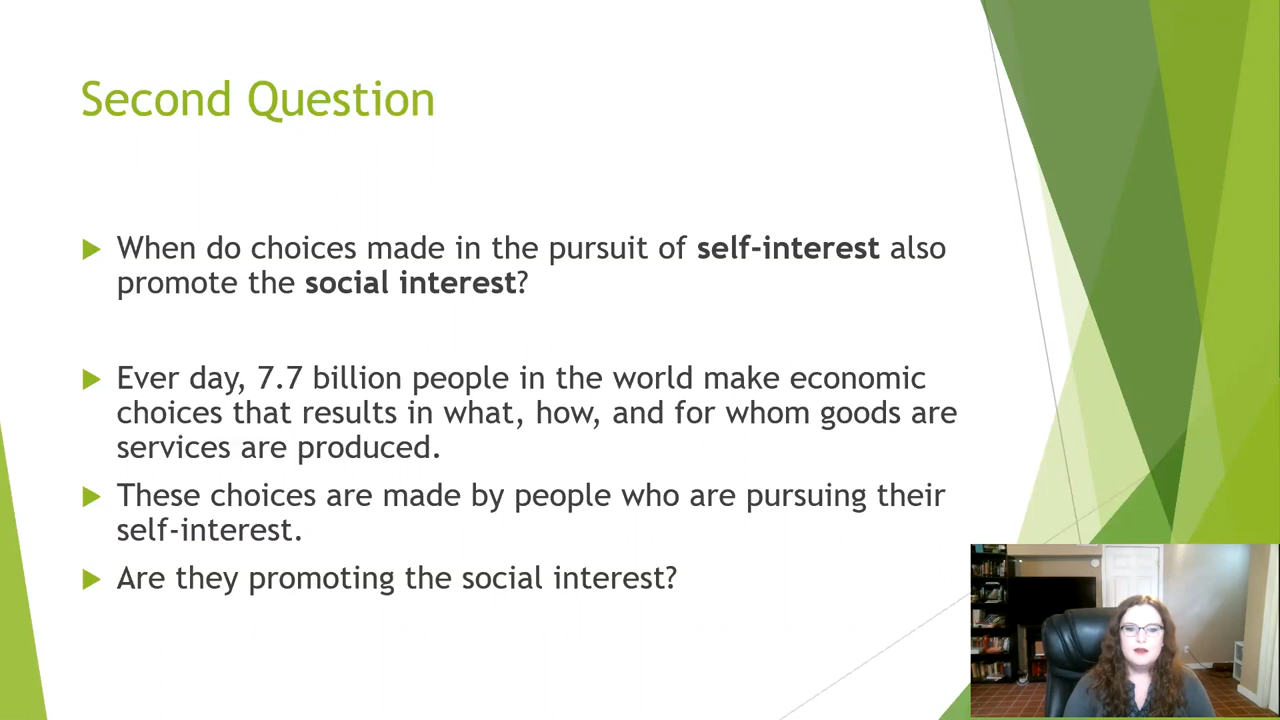 Second Question
When do choices made in the pursuit of self-interest also
promote the social interest?
Ever day, 7.7 billion people in the world make economic
choices that results in what, how, and for whom goods are
services are produced.
These choices are made by people who are pursuing their
self-interest.
Are they promoting the social interest?